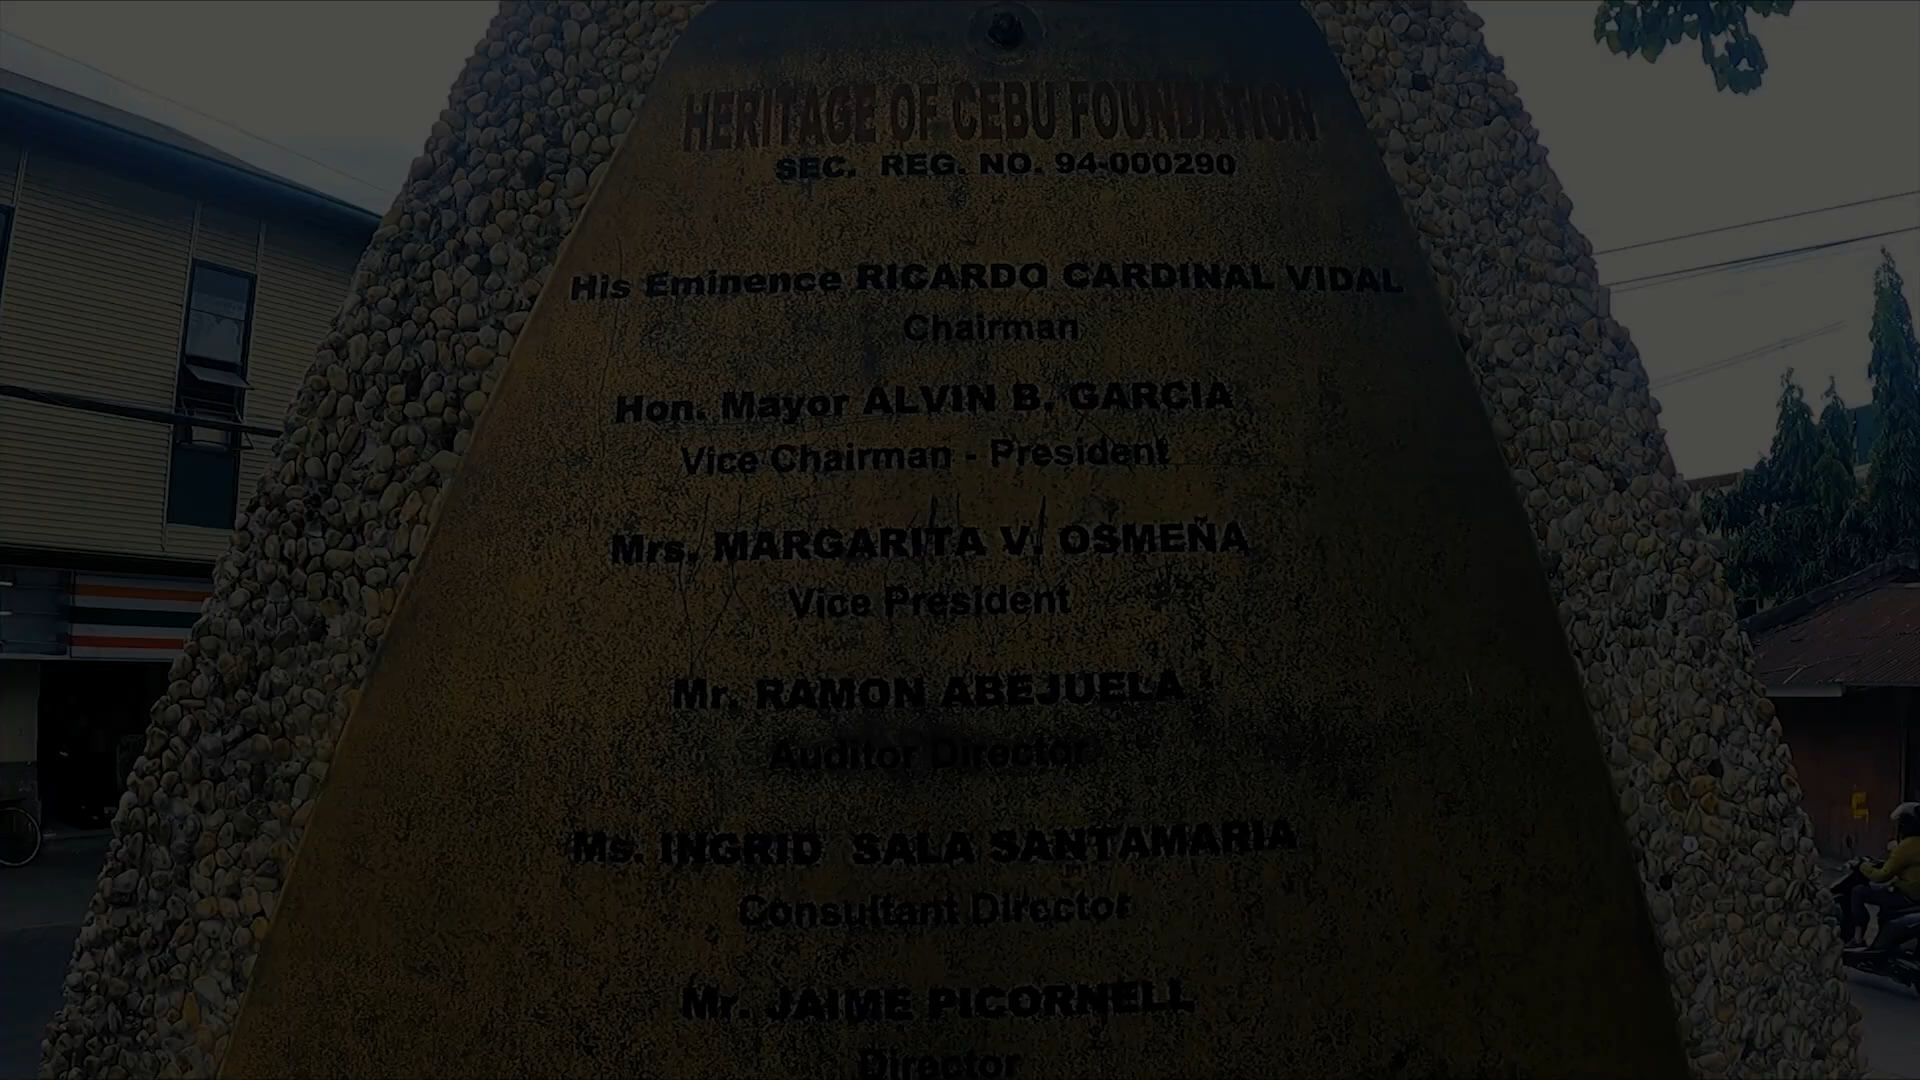 HERITAGE OF CEBU FOUNDATION
SEC. REG. NO. 94-000290
His Eminence RICARDO CARDINAL VIDAL
Chairman
Hon. Mayor ALVIN B. GARCIA
Vice Chairman - President
Mrs. MARGARITA V. OSMEÑA
Vice President
Mr. RAMON ABEJUELA
Auditor Director
Ms. INGRID SALA SANTAMARIA
Consultant Director
Mr. JAIME PICORNELL
Director